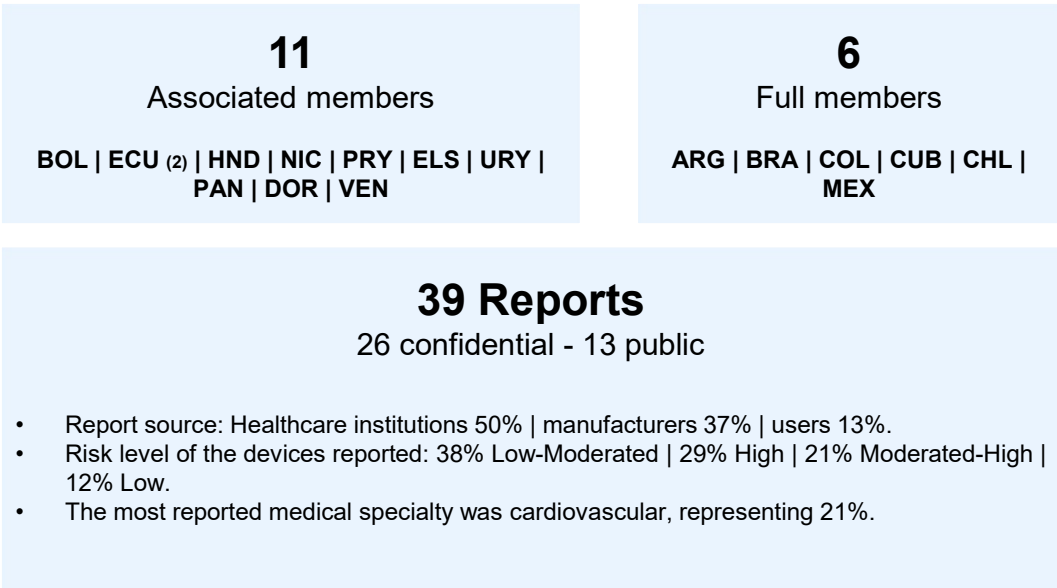 11
Associated members
BOL | ECU (2) | HND | NIC | PRY | ELS | URY |
PAN | DOR | VEN
6
Full members
ARG | BRA | COL | CUB | CHL |
MEX
39 Reports
26 confidential - 13 public
• Report source: Healthcare institutions 50% | manufacturers 37% | users 13%.
• Risk level of the devices reported: 38% Low-Moderated | 29% High | 21% Moderated-High |
12% Low.
• The most reported medical specialty was cardiovascular, representing 21%.